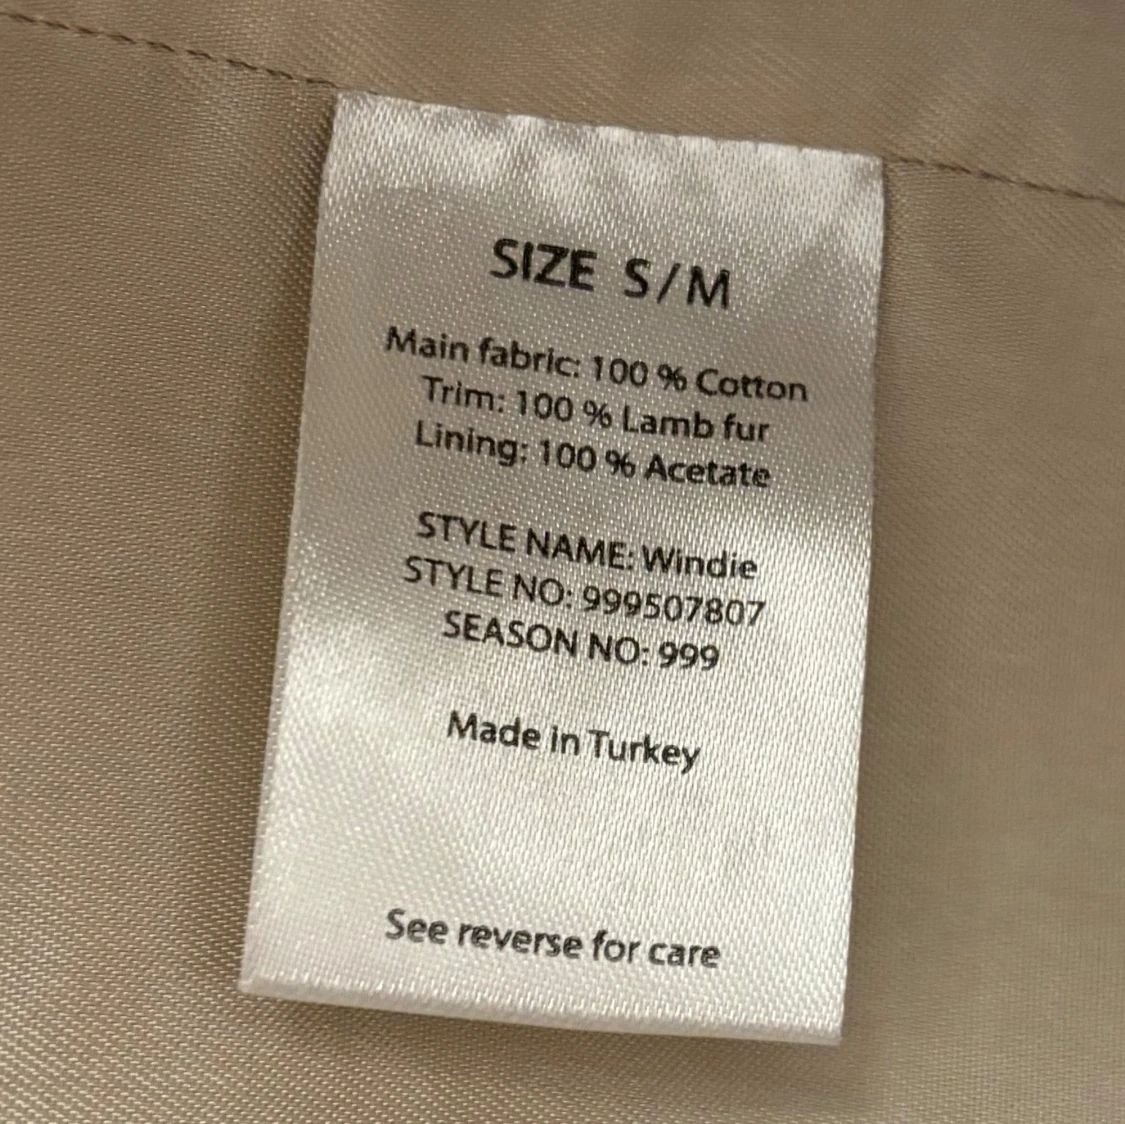 SIZE S/M
Main fabric: 100 % Cotton
Trim: 100 % Lamb fur
Lining: 100 % Acetate
STYLE NAME: Windie
STYLE NO: 999507807
SEASON NO: 999
Made in Turkey
See reverse for care